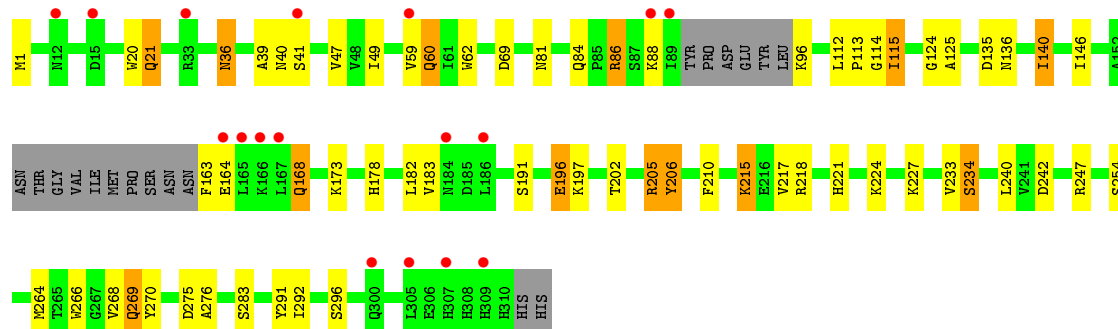 M1 N12 D15 W20 Q21 R33 N36 A39 N40 S41 V47 V48 I49 V59 Q60 I61 W62 D69 N81 Q84 P85 R86 S87 K88 I89 TYR PRO ASP GLU TYR LEU K96 L112 P113 G114 I115 G124 A125 D135 N136 I140 I146 A152
ASN THR GLY VAL ILE MET PRO SER ASN ASN F163 E164 L165 K166 L167 Q168 K173 H178 L182 V183 N184 D185 L186 S191 E196 K197 T202 R205 Y206 F210 K215 E216 V217 R218 H221 K224 K227 V233 S234 L240 V241 D242 R247 S254
M264 T265 W266 G267 V268 Q269 Y270 D275 A276 S283 Y291 I292 S296 Q300 L305 E306 H307 H308 H309 H310 HIS HIS